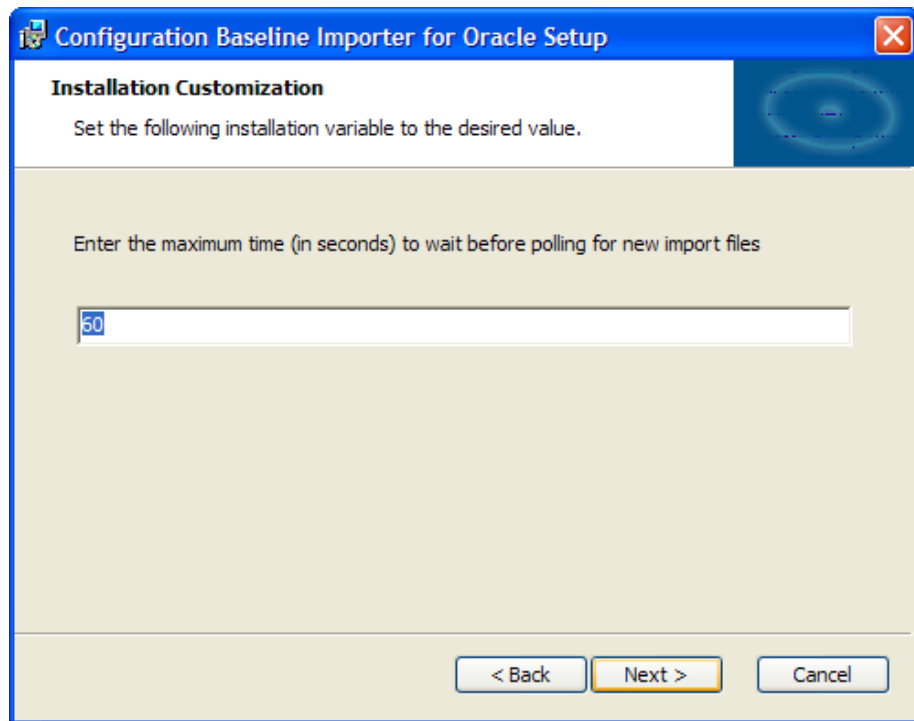 Configuration Baseline Importer for Oracle Setup
Installation Customization
Set the following installation variable to the desired value.
Enter the maximum time (in seconds) to wait before polling for new import files
60
< Back Next > Cancel